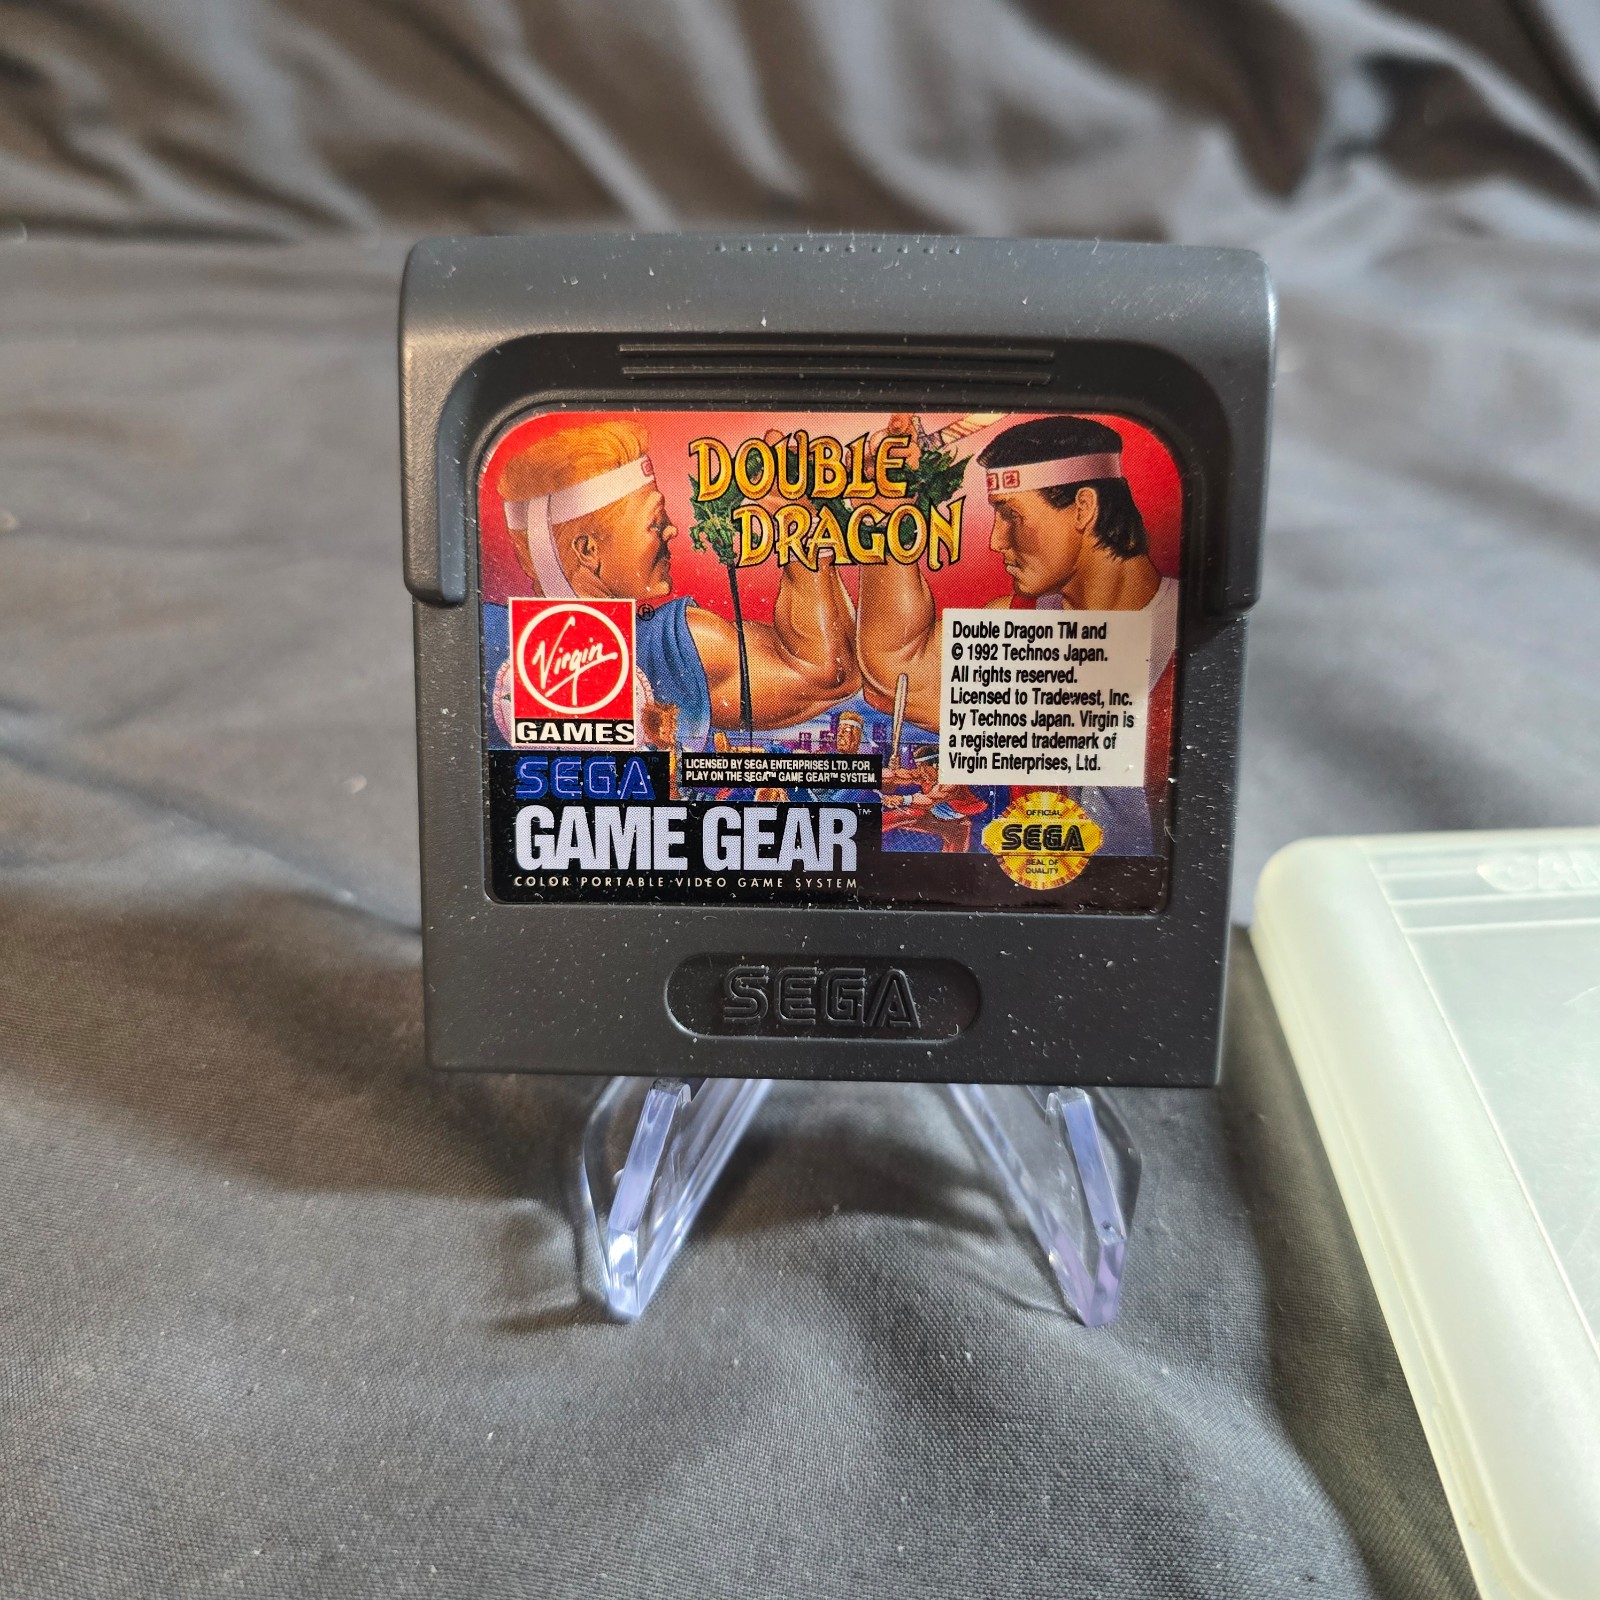 DOUBLE
DRAGON
Virgin ®
GAMES
Double Dragon TM and
© 1992 Technos Japan.
All rights reserved.
Licensed to Tradewest, Inc.
by Technos Japan. Virgin is
a registered trademark of
Virgin Enterprises, Ltd.
LICENSED BY SEGA ENTERPRISES LTD. FOR
PLAY ON THE SEGA™ GAME GEAR™ SYSTEM.
SEGA
GAME GEAR™
COLOR PORTABLE VIDEO GAME SYSTEM
OFFICIAL
SEGA
SEAL OF
QUALITY
SEGA